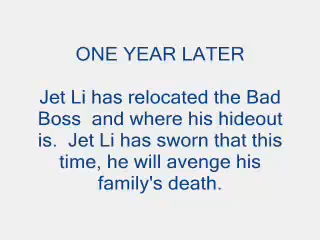 ONE YEAR LATER
Jet Li has relocated the Bad
Boss  and where his hideout
is.  Jet Li has sworn that this
time, he will avenge his
family's death.